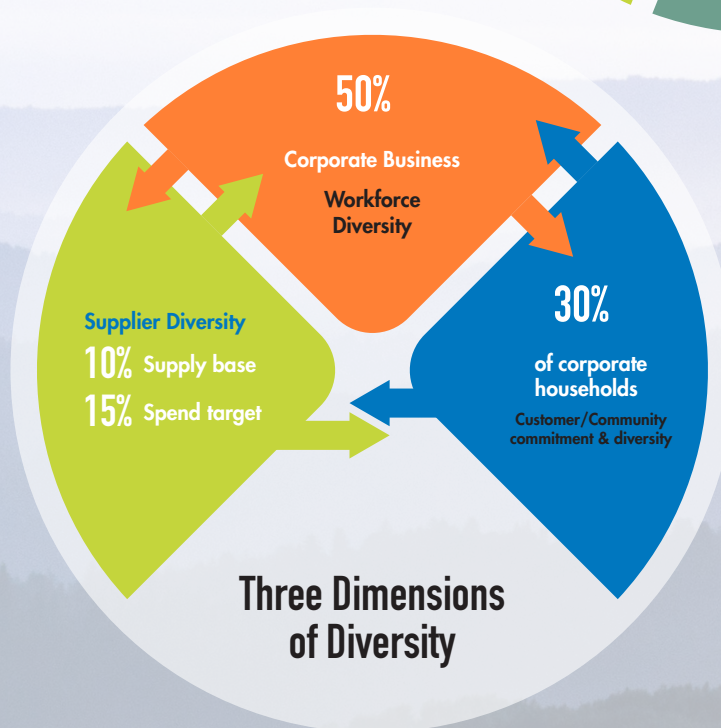 50%
Corporate Business
Workforce
Diversity
Supplier Diversity
10% Supply base
15% Spend target
30%
of corporate
households
Customer/Community
commitment & diversity
Three Dimensions
of Diversity